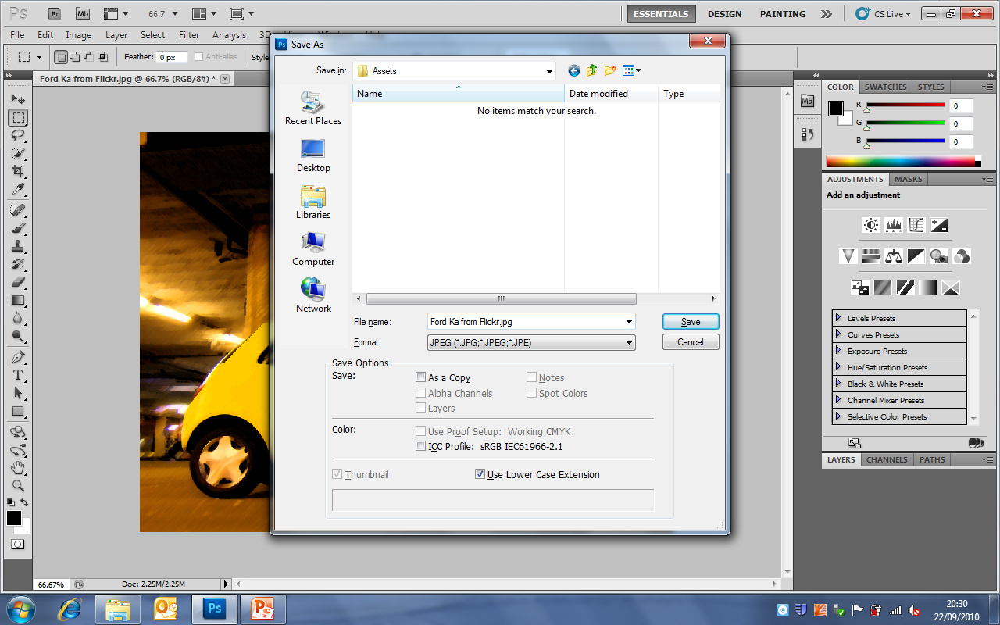 Ps Br Mb 66.7 ESSENTIALS DESIGN PAINTING CS Live
File Edit Image Layer Select Filter Analysis
Feather: 0 px Anti-alias Style
Ford Ka from Flickr.jpg @ 66.7% (RGB/8#) *
Ps Save As
Save in: Assets
Name Date modified Type
No items match your search.
Recent Places
Desktop
Libraries
Computer
Network
File name: Ford Ka from Flickr.jpg Save
Format: JPEG (*.JPG;*.JPEG;*.JPE) Cancel
Save Options
Save: As a Copy Notes
Alpha Channels Spot Colors
Layers
Color: Use Proof Setup: Working CMYK
ICC Profile: sRGB IEC61966-2.1
Thumbnail Use Lower Case Extension
Mb
COLOR SWATCHES STYLES
R 0
G 0
B 0
ADJUSTMENTS MASKS
Add an adjustment
Levels Presets
Curves Presets
Exposure Presets
Hue/Saturation Presets
Black & White Presets
Channel Mixer Presets
Selective Color Presets
LAYERS CHANNELS PATHS
66.67% Doc: 2.25M/2.25M
Ps
20:30
22/09/2010